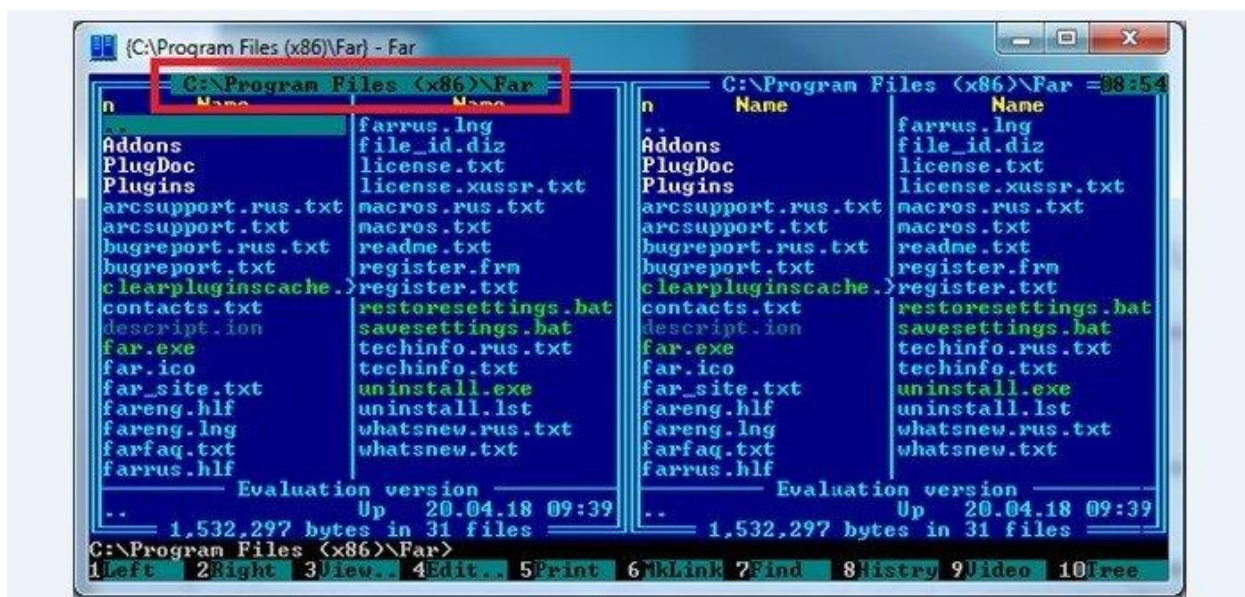 {C:\Program Files (x86)\Far} - Far
C:\Program Files (x86)\Far C:\Program Files (x86)\Far 08:54
n Name Name n Name Name
.. farrus.lng .. farrus.lng
Addons file_id.diz Addons file_id.diz
PlugDoc license.txt PlugDoc license.txt
Plugins license.xussr.txt Plugins license.xussr.txt
arcsupport.rus.txt macros.rus.txt arcsupport.rus.txt macros.rus.txt
arcsupport.txt macros.txt arcsupport.txt macros.txt
bugreport.rus.txt readme.txt bugreport.rus.txt readme.txt
bugreport.txt register.frm bugreport.txt register.frm
clearpluginscache.}register.txt clearpluginscache.}register.txt
contacts.txt restoresettings.bat contacts.txt restoresettings.bat
descript.ion savesettings.bat descript.ion savesettings.bat
far.exe techinfo.rus.txt far.exe techinfo.rus.txt
far.ico techinfo.txt far.ico techinfo.txt
far_site.txt uninstall.exe far_site.txt uninstall.exe
fareng.hlf uninstall.lst fareng.hlf uninstall.lst
fareng.lng whatsnew.rus.txt fareng.lng whatsnew.rus.txt
farfaq.txt whatsnew.txt farfaq.txt whatsnew.txt
farrus.hlf farrus.hlf
Evaluation version Evaluation version
.. Up 20.04.18 09:39 .. Up 20.04.18 09:39
1,532,297 bytes in 31 files 1,532,297 bytes in 31 files
C:\Program Files (x86)\Far>
1Left 2Right 3View.. 4Edit.. 5Print 6MkLink 7Find 8Histry 9Video 10Tree